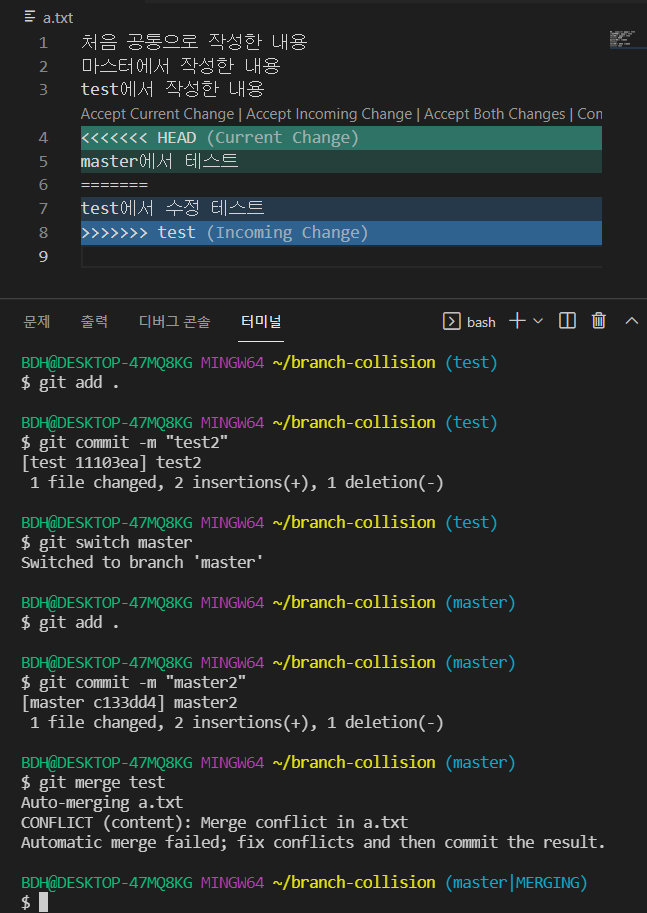 a.txt
1 처음 공통으로 작성한 내용
2 마스터에서 작성한 내용
3 test에서 작성한 내용
Accept Current Change | Accept Incoming Change | Accept Both Changes | Con
4 <<<<<<< HEAD (Current Change)
5 master에서 테스트
6 =======
7 test에서 수정 테스트
8 >>>>>>> test (Incoming Change)
9
문제 출력 디버그 콘솔 터미널 bash
BDH@DESKTOP-47MQ8KG MINGW64 ~/branch-collision (test)
$ git add .
BDH@DESKTOP-47MQ8KG MINGW64 ~/branch-collision (test)
$ git commit -m "test2"
[test 11103ea] test2
1 file changed, 2 insertions(+), 1 deletion(-)
BDH@DESKTOP-47MQ8KG MINGW64 ~/branch-collision (test)
$ git switch master
Switched to branch 'master'
BDH@DESKTOP-47MQ8KG MINGW64 ~/branch-collision (master)
$ git add .
BDH@DESKTOP-47MQ8KG MINGW64 ~/branch-collision (master)
$ git commit -m "master2"
[master c133dd4] master2
1 file changed, 2 insertions(+), 1 deletion(-)
BDH@DESKTOP-47MQ8KG MINGW64 ~/branch-collision (master)
$ git merge test
Auto-merging a.txt
CONFLICT (content): Merge conflict in a.txt
Automatic merge failed; fix conflicts and then commit the result.
BDH@DESKTOP-47MQ8KG MINGW64 ~/branch-collision (master|MERGING)
$